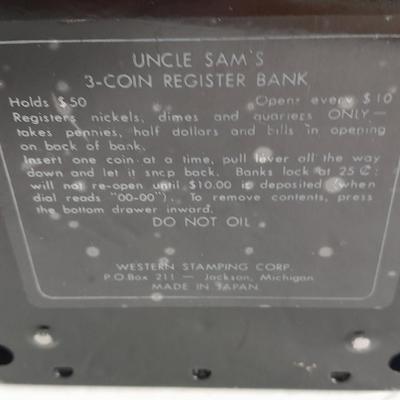 UNCLE SAM'S
3-COIN REGISTER BANK
Holds $50 Opens every $10
Registers nickels, dimes and quarters ONLY—
takes pennies, half dollars and bills in opening
on back of bank.
Insert one coin at a time, pull lever all the way
down and let it snap back. Banks lock at 25¢;
will not re-open until $10.00 is deposited (when
dial reads "00-00"). To remove contents, press
the bottom drawer inward.
DO NOT OIL
WESTERN STAMPING CORP.
P.O.Box 211 — Jackson, Michigan
MADE IN JAPAN